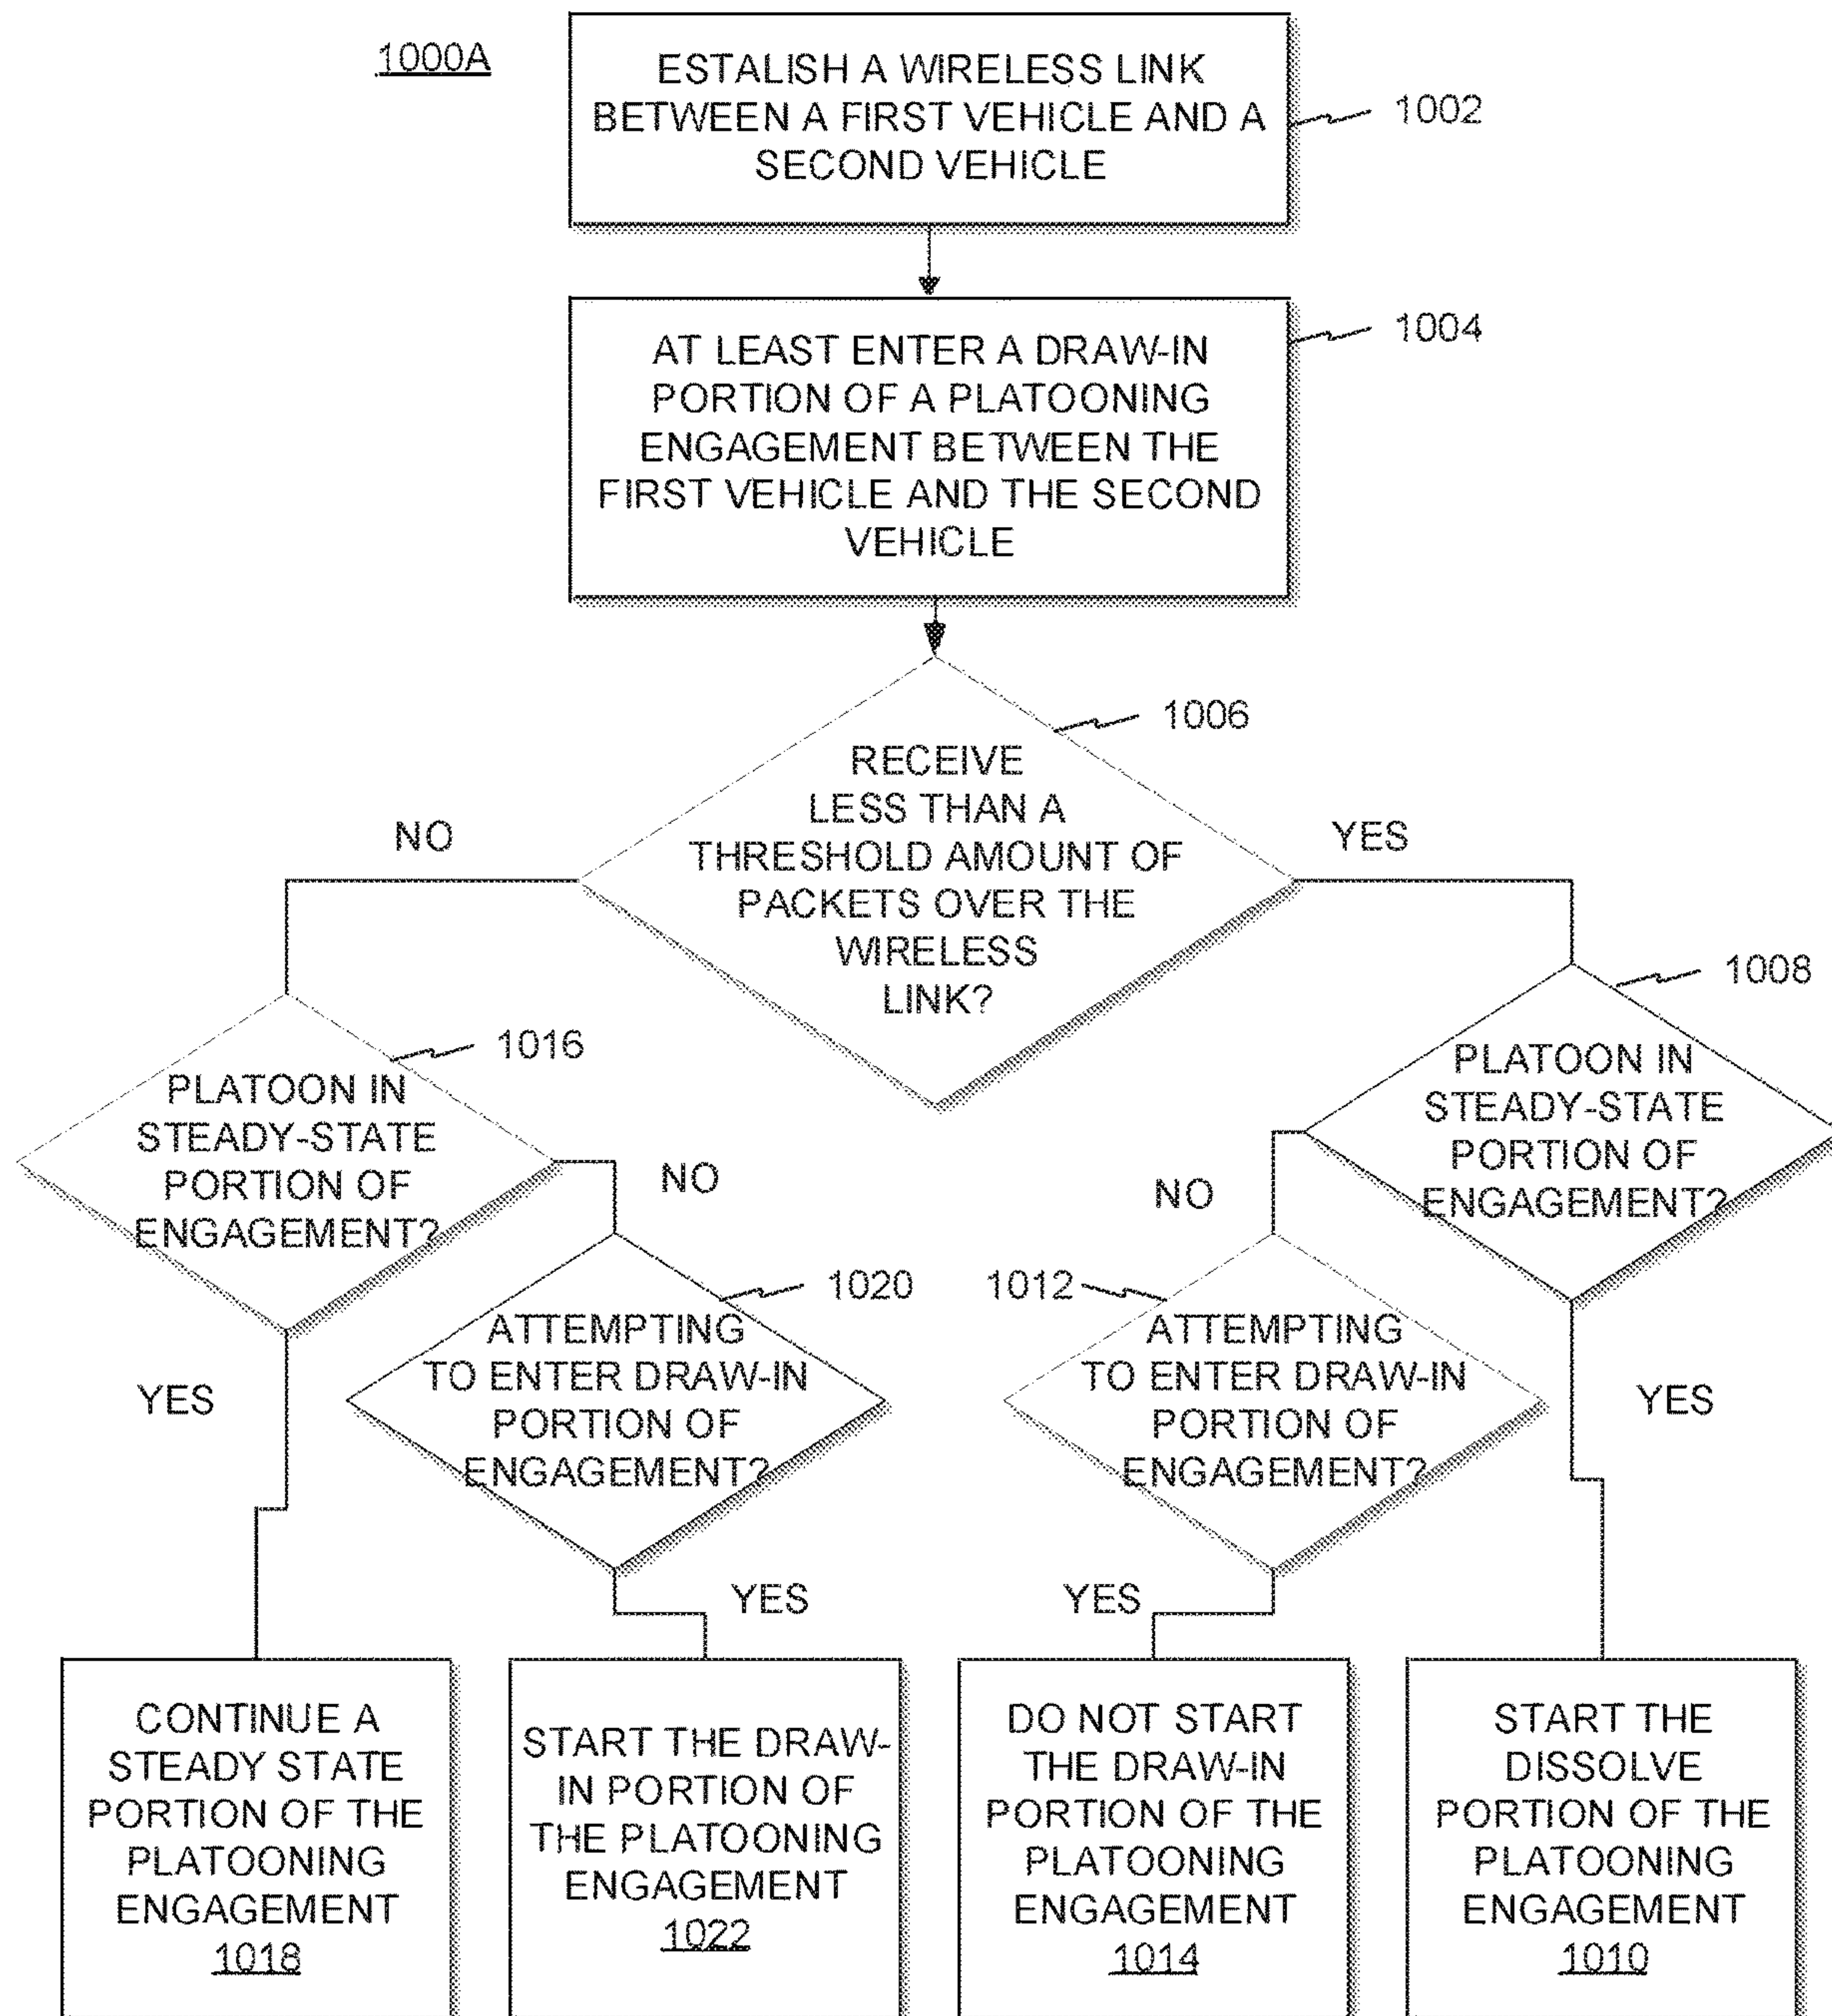 1000A
ESTALISH A WIRELESS LINK
BETWEEN A FIRST VEHICLE AND A
SECOND VEHICLE
1002
AT LEAST ENTER A DRAW-IN
PORTION OF A PLATOONING
ENGAGEMENT BETWEEN THE
FIRST VEHICLE AND THE SECOND
VEHICLE
1004
RECEIVE
LESS THAN A
THRESHOLD AMOUNT OF
PACKETS OVER THE
WIRELESS
LINK?
1006
NO
YES
PLATOON IN
STEADY-STATE
PORTION OF
ENGAGEMENT?
1016
PLATOON IN
STEADY-STATE
PORTION OF
ENGAGEMENT?
1008
NO
NO
YES
ATTEMPTING
TO ENTER DRAW-IN
PORTION OF
ENGAGEMENT?
1020
1012
ATTEMPTING
TO ENTER DRAW-IN
PORTION OF
ENGAGEMENT?
YES
YES
YES
CONTINUE A
STEADY STATE
PORTION OF THE
PLATOONING
ENGAGEMENT
1018
START THE DRAW-
IN PORTION OF
THE PLATOONING
ENGAGEMENT
1022
DO NOT START
THE DRAW-IN
PORTION OF THE
PLATOONING
ENGAGEMENT
1014
START THE
DISSOLVE
PORTION OF THE
PLATOONING
ENGAGEMENT
1010